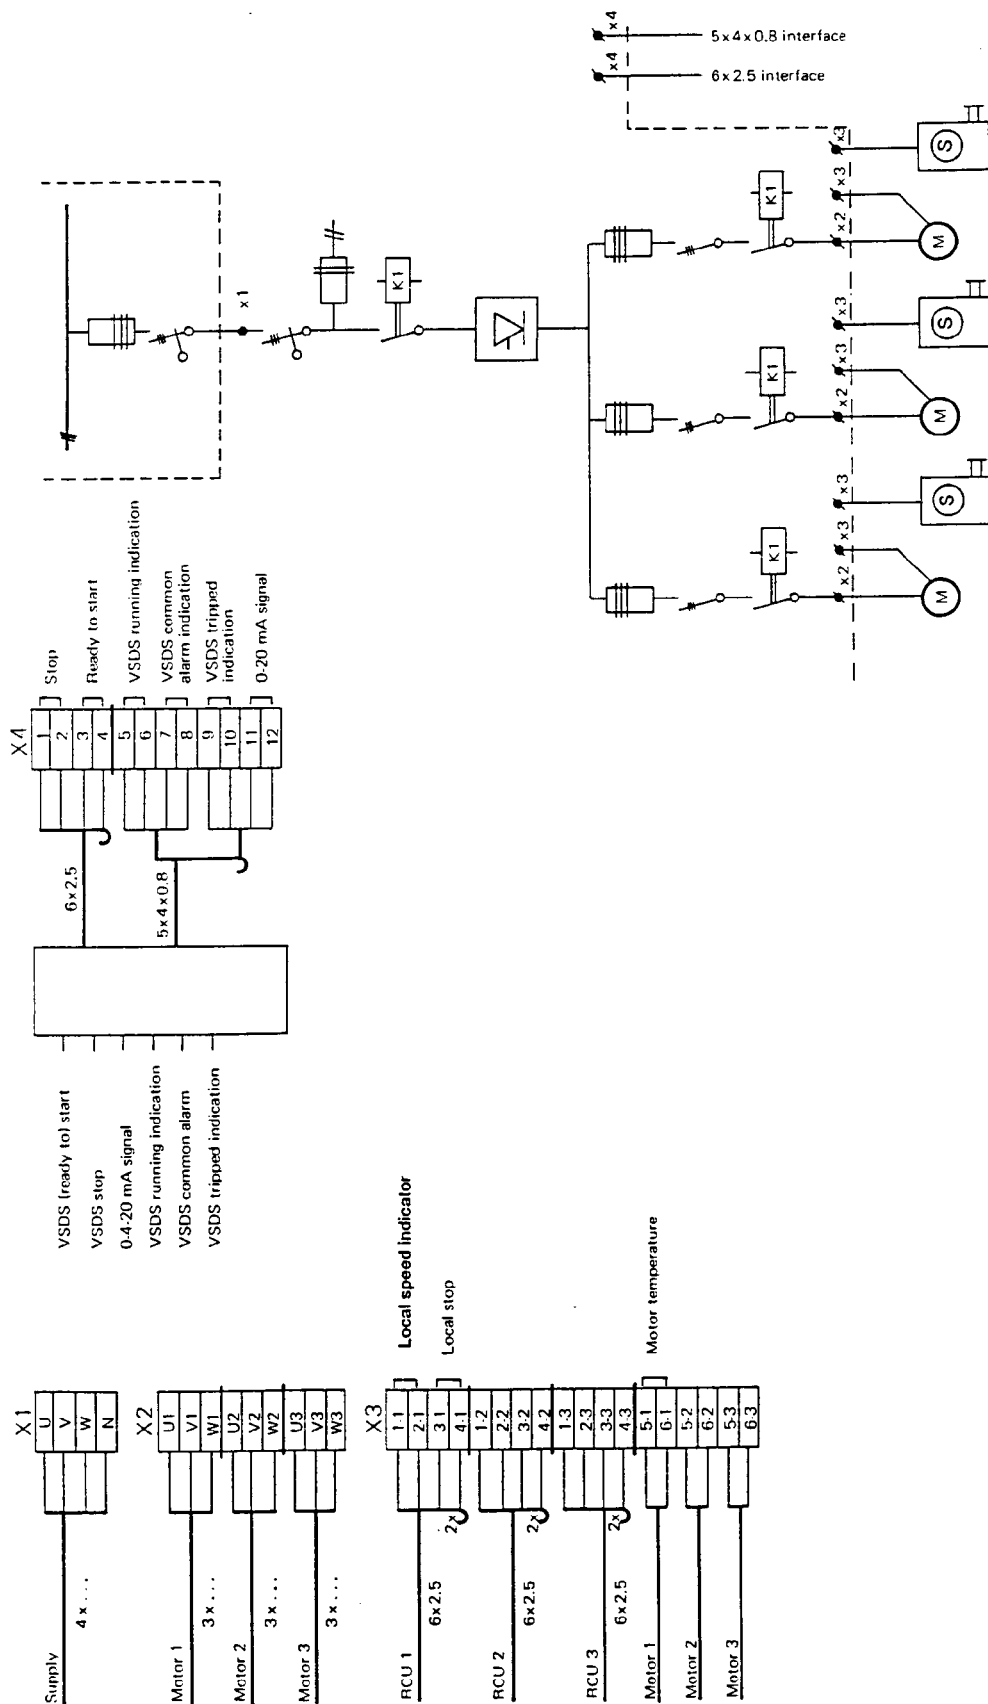 x4
5x4x0.8 interface
x4
6x2.5 interface
x1
K1
K1
K1
K1
x2
x3
x3
x2
x3
x3
x2
x3
x3
M
S
M
S
M
S
X4
1
2
3
4
5
6
7
8
9
10
11
12
Stop
Ready to start
VSDS running indication
VSDS common
alarm indication
VSDS tripped
indication
0-20 mA signal
6x2.5
5x4x0.8
VSDS (ready to) start
VSDS stop
0-4-20 mA signal
VSDS running indication
VSDS common alarm
VSDS tripped indication
X1
U
V
W
N
Supply
4 x ...
X2
U1
V1
W1
U2
V2
W2
U3
V3
W3
Motor 1
3 x ...
Motor 2
3 x ...
Motor 3
3 x ...
X3
1-1
2-1
3 1
4-1
1-2
2-2
3-2
4-2
1-3
2-3
3-3
4-3
5-1
6-1
5-2
6-2
5-3
6-3
Local speed indicator
Local stop
Motor temperature
2x
2x
2x
RCU 1
6x2.5
RCU 2
6x2.5
RCU 3
6x2.5
Motor 1
Motor 2
Motor 3